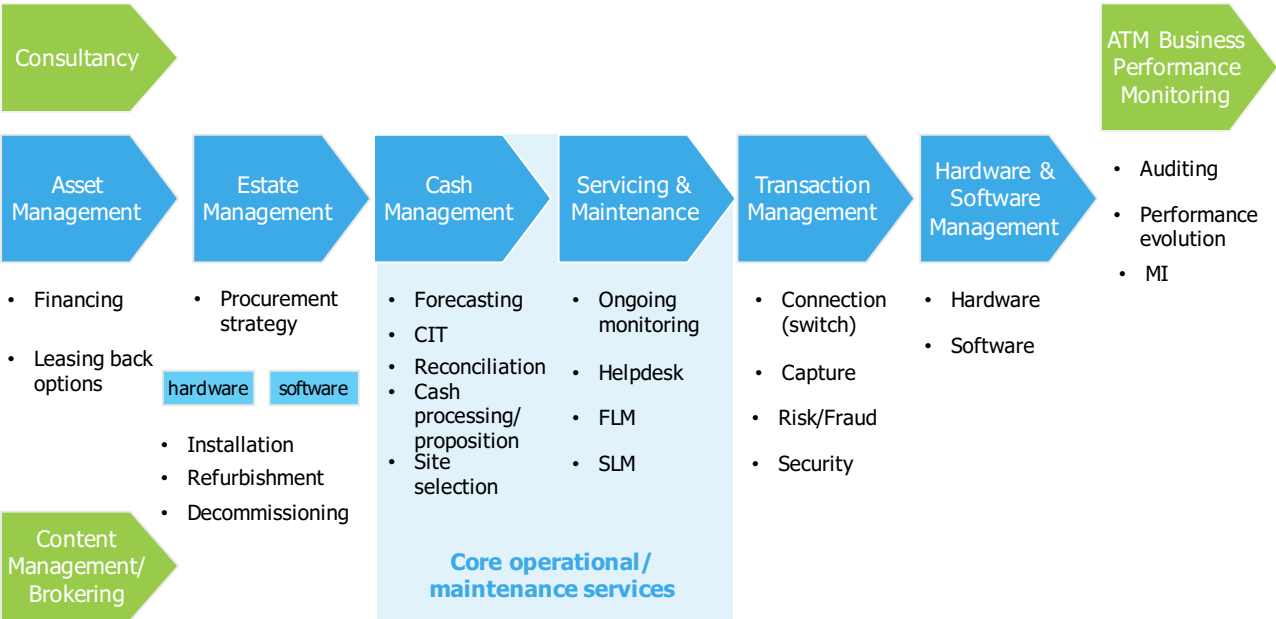 Consultancy
ATM Business
Performance
Monitoring
• Auditing
• Performance
evolution
• MI
Asset
Management
• Financing
• Leasing back
options
Estate
Management
• Procurement
strategy
hardware
software
• Installation
• Refurbishment
• Decommissioning
Cash
Management
• Forecasting
• CIT
• Reconciliation
• Cash
processing/
proposition
• Site
selection
Servicing &
Maintenance
• Ongoing
monitoring
• Helpdesk
• FLM
• SLM
Core operational/
maintenance services
Transaction
Management
• Connection
(switch)
• Capture
• Risk/Fraud
• Security
Hardware &
Software
Management
• Hardware
• Software
Content
Management/
Brokering